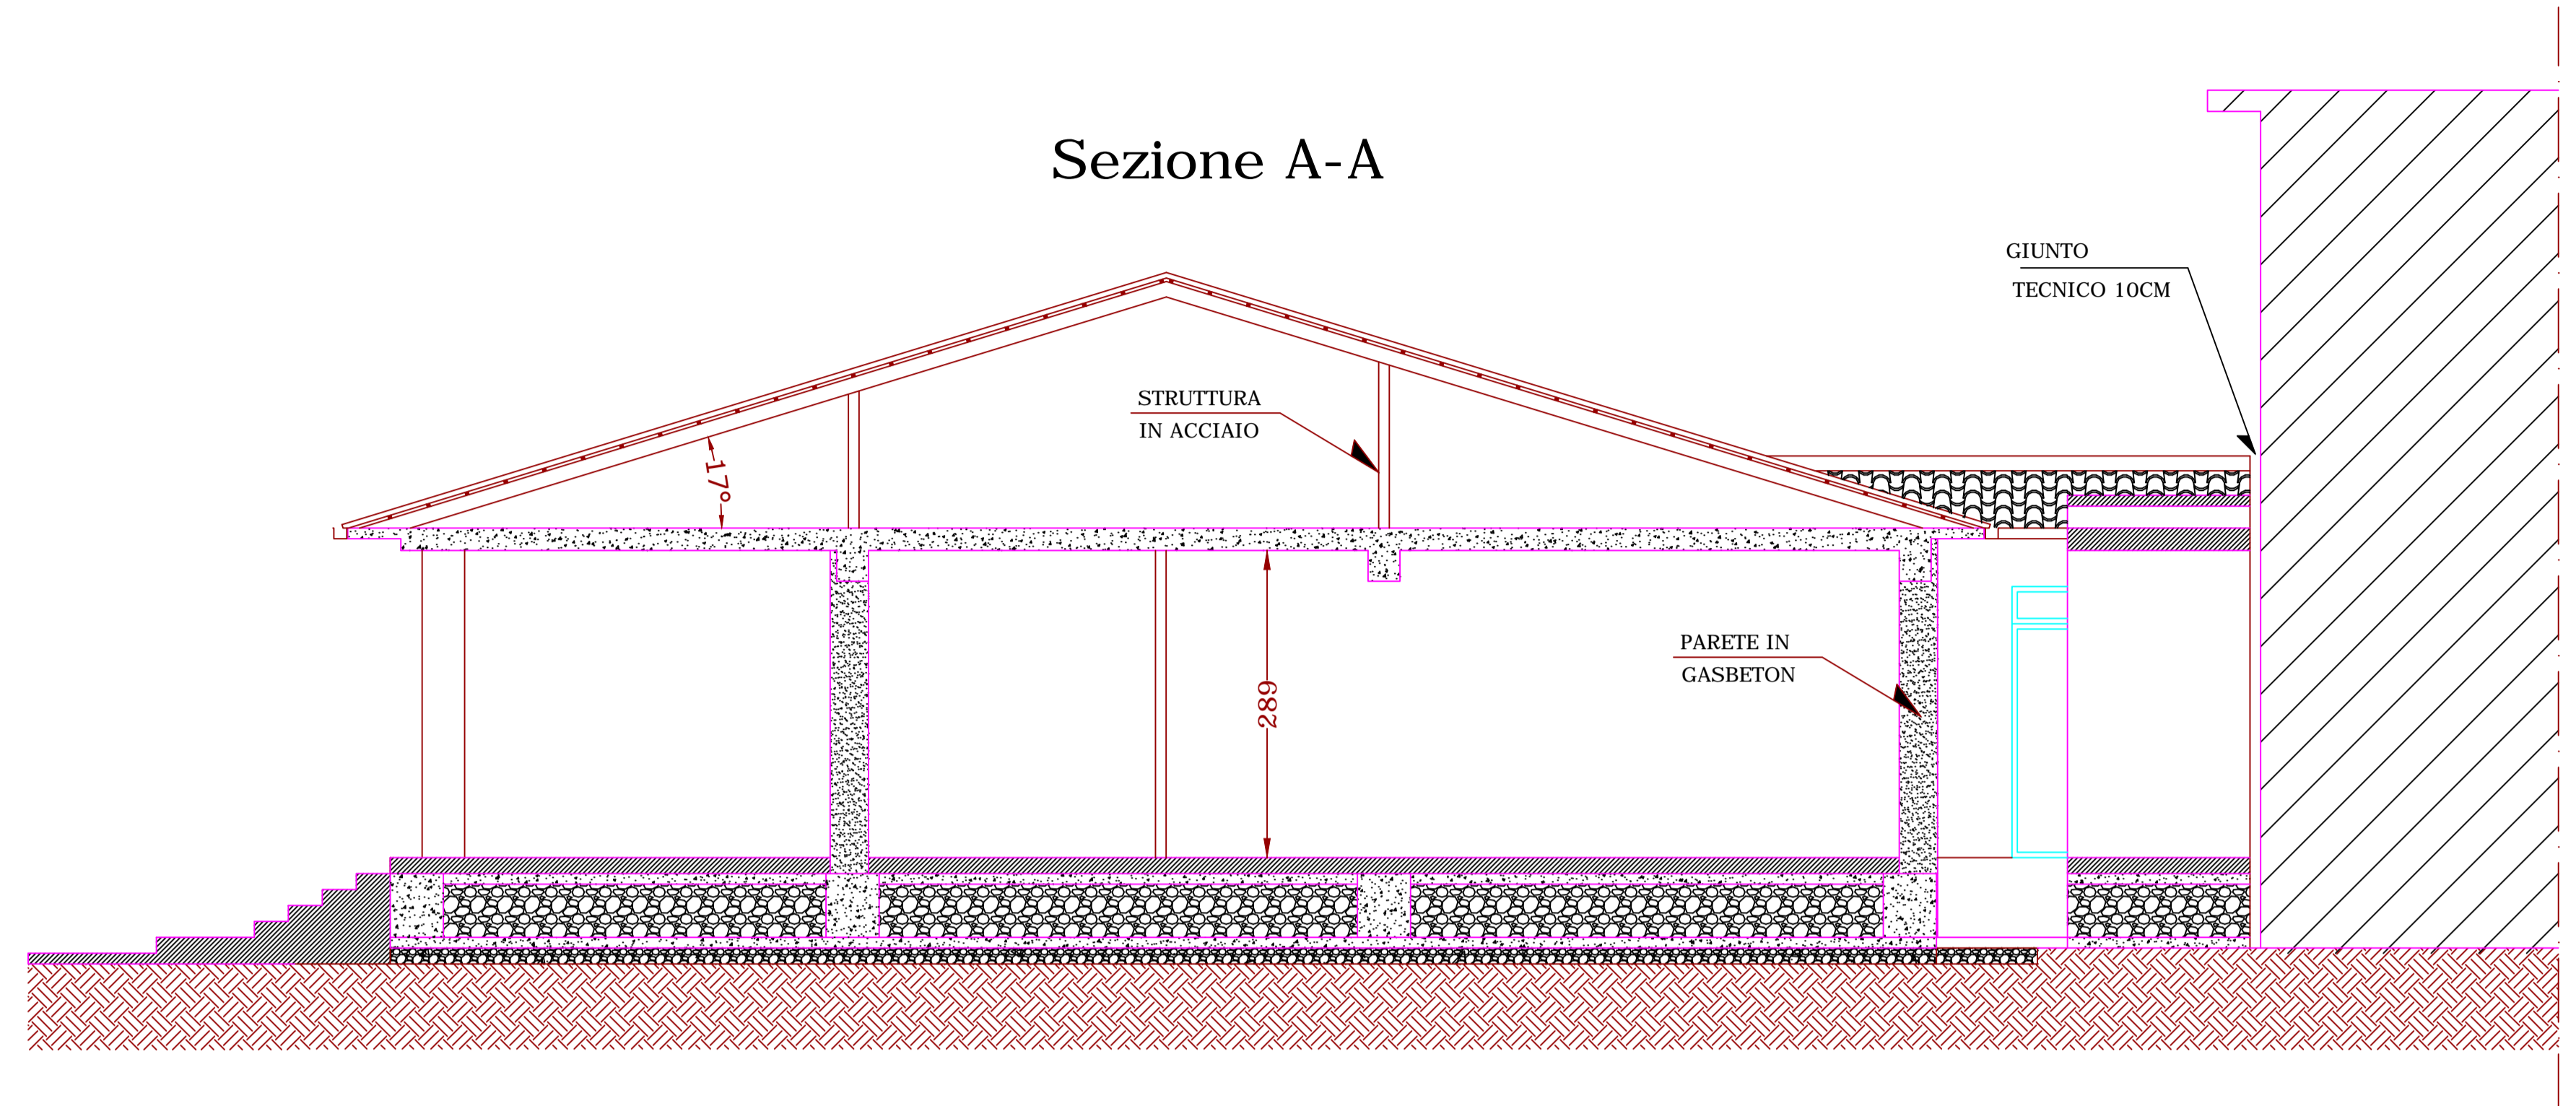 Sezione A-A
GIUNTO
TECNICO 10CM
STRUTTURA
IN ACCIAIO
17°
PARETE IN
GASBETON
289